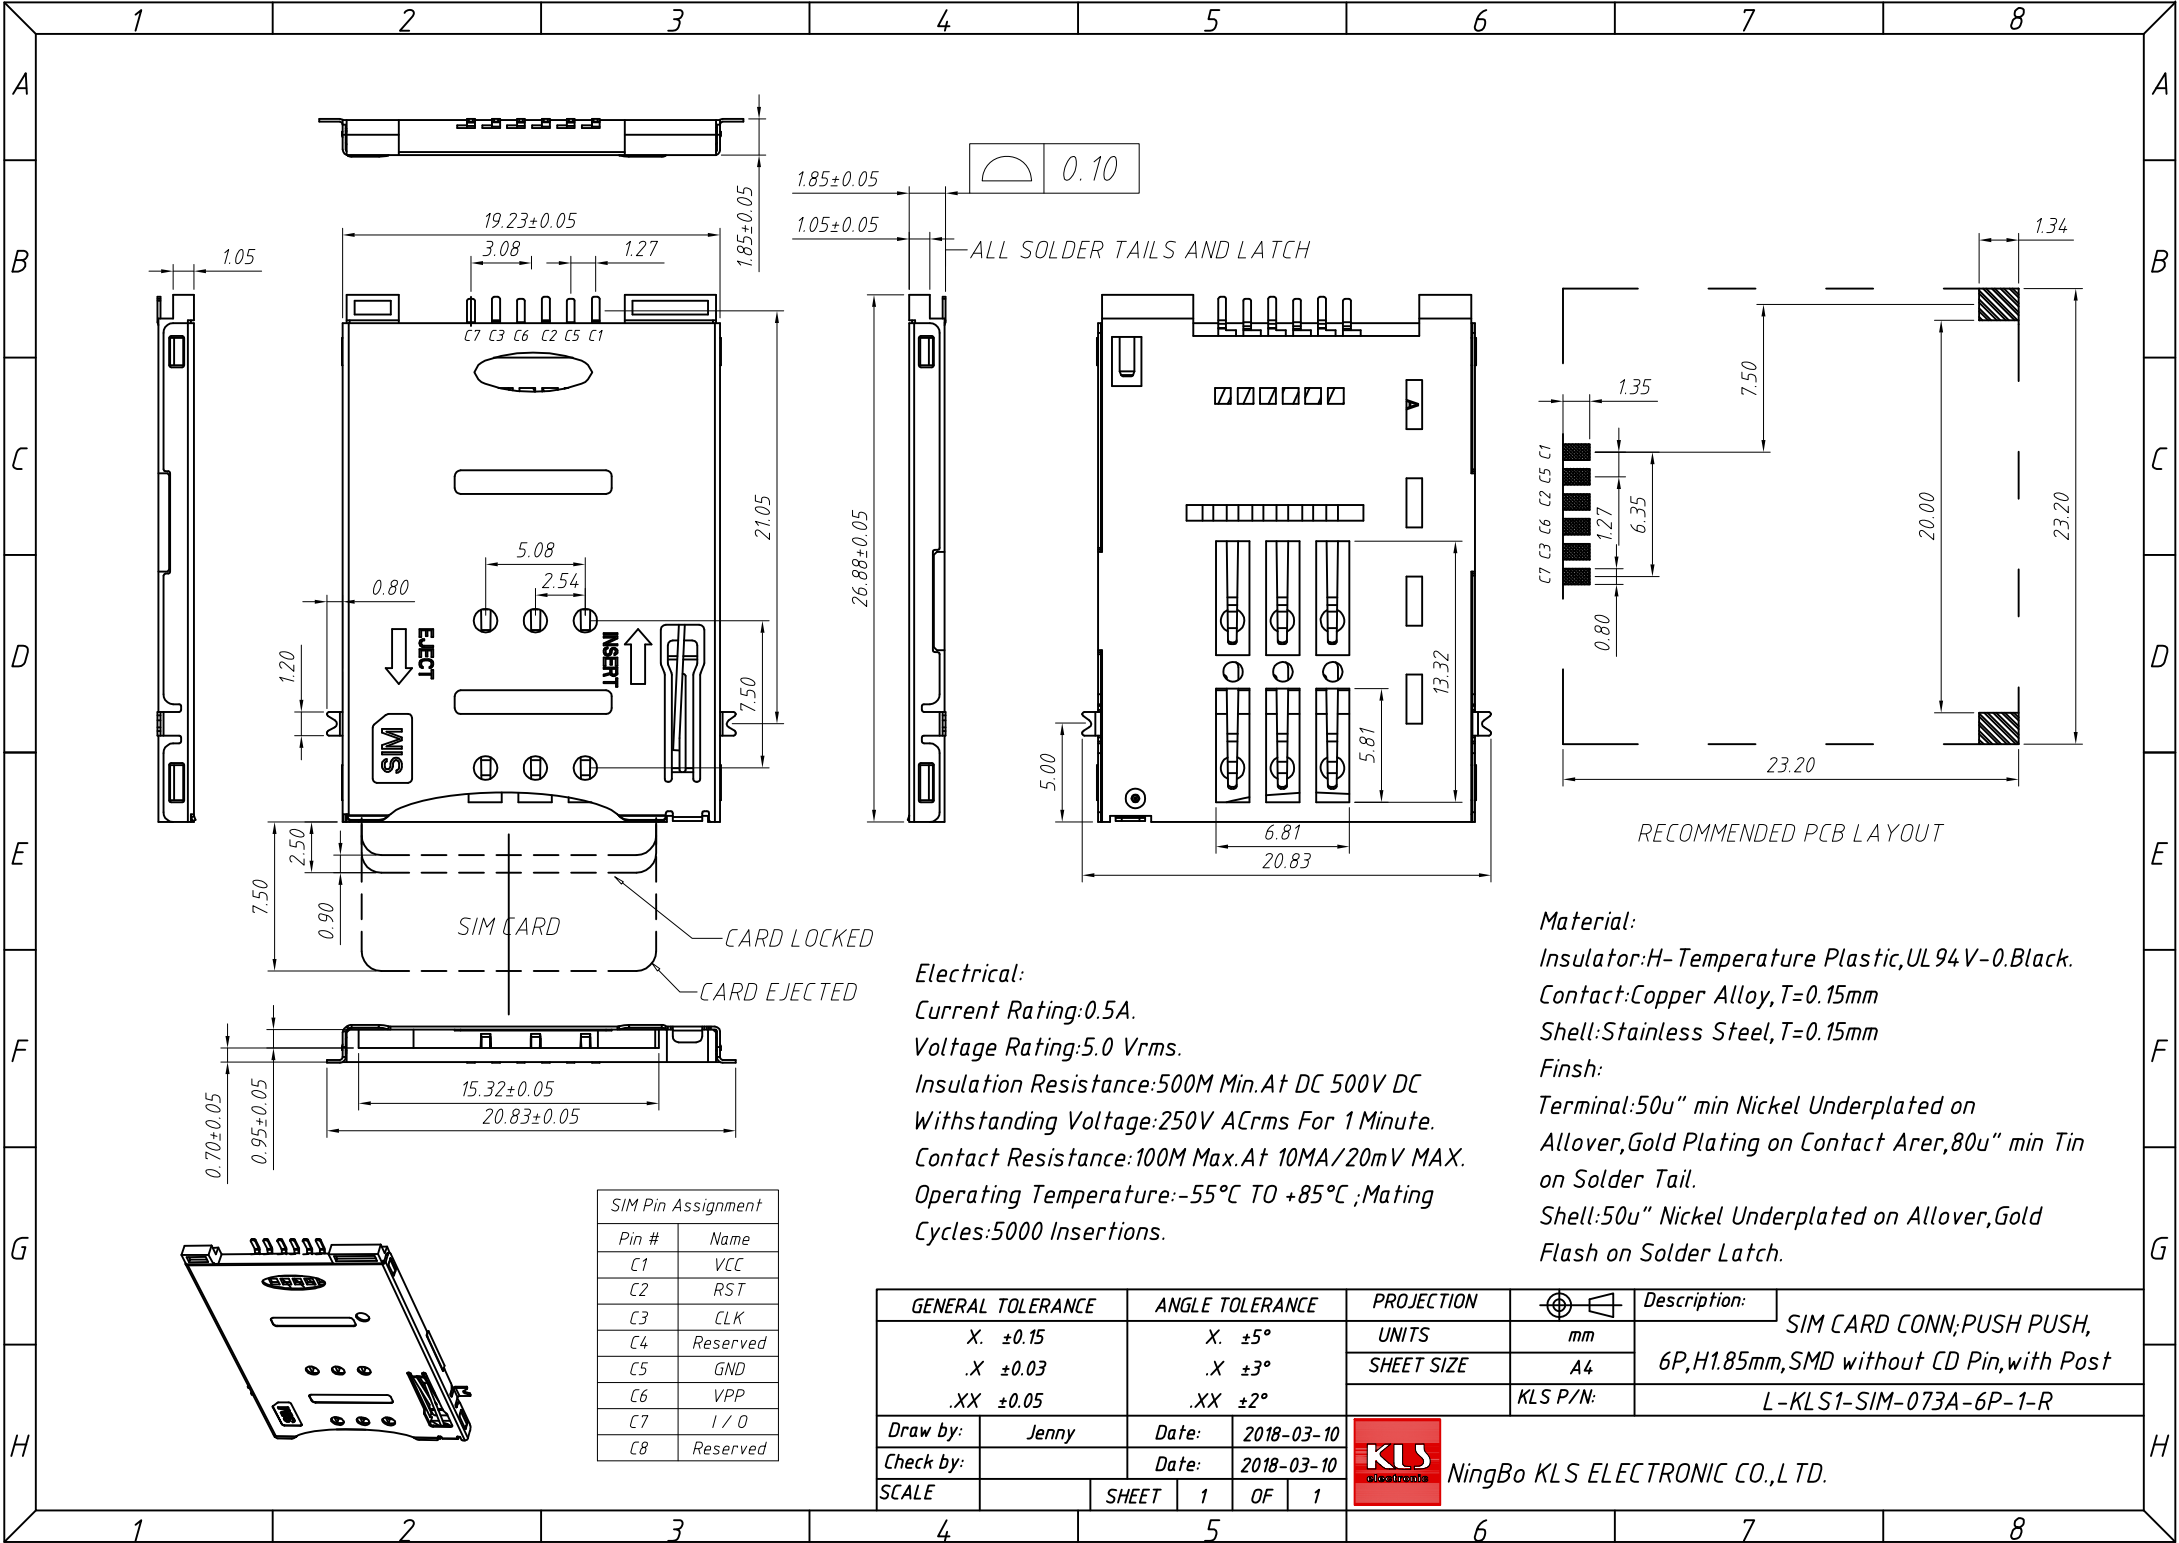 1 2 3 4 5 6 7 8
A A
B B
C C
D D
E E
F F
G G
H H
1.85±0.05
19.23±0.05
3.08
1.27
1.05
C7 C3 C6 C2 C5 C1
21.05
5.08
2.54
0.80
EJECT
INSERT
1.20
7.50
SIM
2.50
7.50
0.90
SIM CARD
CARD LOCKED
CARD EJECTED
15.32±0.05
20.83±0.05
0.70±0.05
0.95±0.05
1.85±0.05
0.10
1.05±0.05
ALL SOLDER TAILS AND LATCH
26.88±0.05
A
13.32
5.81
5.00
6.81
20.83
1.34
7.50
1.35
C1
C5
C2
C6
C3
C7
1.27
6.35
0.80
20.00
23.20
23.20
RECOMMENDED PCB LAYOUT
Electrical:
Current Rating:0.5A.
Voltage Rating:5.0 Vrms.
Insulation Resistance:500M Min.At DC 500V DC
Withstanding Voltage:250V ACrms For 1 Minute.
Contact Resistance:100M Max.At 10MA/20mV MAX.
Operating Temperature:-55°C TO +85°C ;Mating
Cycles:5000 Insertions.
Material:
Insulator:H-Temperature Plastic,UL94V-0.Black.
Contact:Copper Alloy,T=0.15mm
Shell:Stainless Steel,T=0.15mm
Finsh:
Terminal:50u" min Nickel Underplated on
Allover,Gold Plating on Contact Arer,80u" min Tin
on Solder Tail.
Shell:50u" Nickel Underplated on Allover,Gold
Flash on Solder Latch.
SIM Pin Assignment
Pin # Name
C1 VCC
C2 RST
C3 CLK
C4 Reserved
C5 GND
C6 VPP
C7 I / O
C8 Reserved
SIM
GENERAL TOLERANCE ANGLE TOLERANCE PROJECTION Description:
X. ±0.15 X. ±5° UNITS mm SIM CARD CONN;PUSH PUSH,
.X ±0.03 .X ±3° SHEET SIZE A4 6P,H1.85mm,SMD without CD Pin,with Post
.XX ±0.05 .XX ±2° KLS P/N: L-KLS1-SIM-073A-6P-1-R
Draw by: Jenny Date: 2018-03-10
Check by: Date: 2018-03-10
SCALE SHEET 1 OF 1
KLS
electronic
NingBo KLS ELECTRONIC CO.,LTD.
1 2 3 4 5 6 7 8